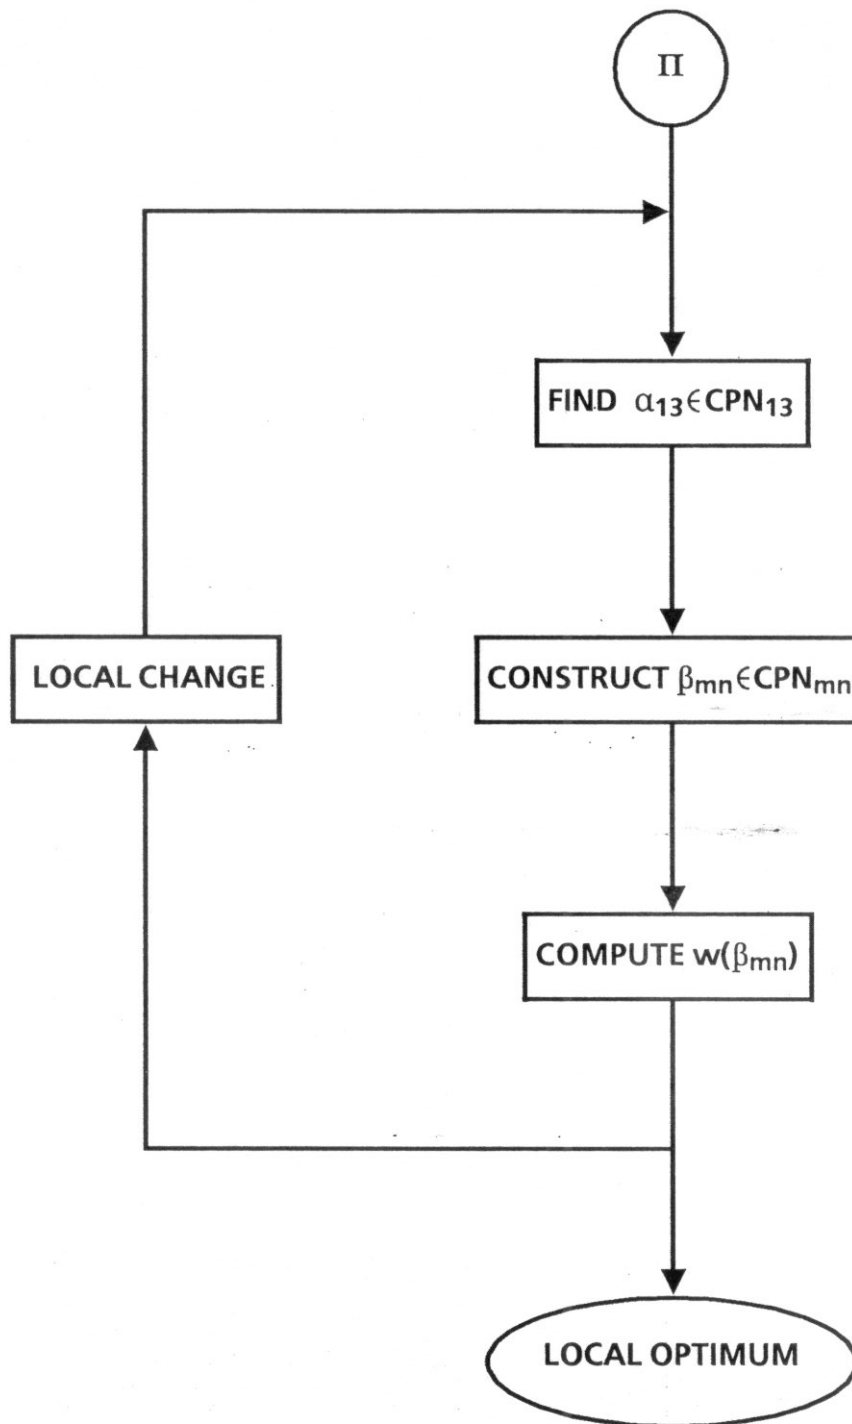 Π
FIND α₁₃∈CPN₁₃
CONSTRUCT βmn∈CPNmn
LOCAL CHANGE
COMPUTE w(βmn)
LOCAL OPTIMUM